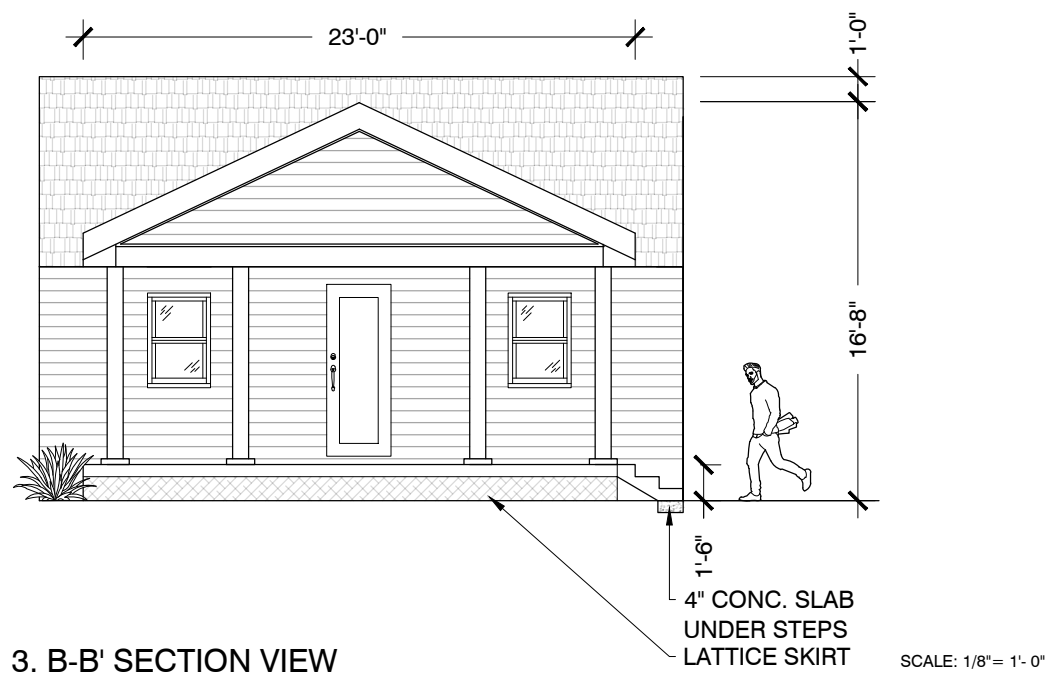 23'-0"
1'-0"
16'-8"
1'-6"
4" CONC. SLAB
UNDER STEPS
LATTICE SKIRT
3. B-B' SECTION VIEW
SCALE: 1/8"= 1'- 0"